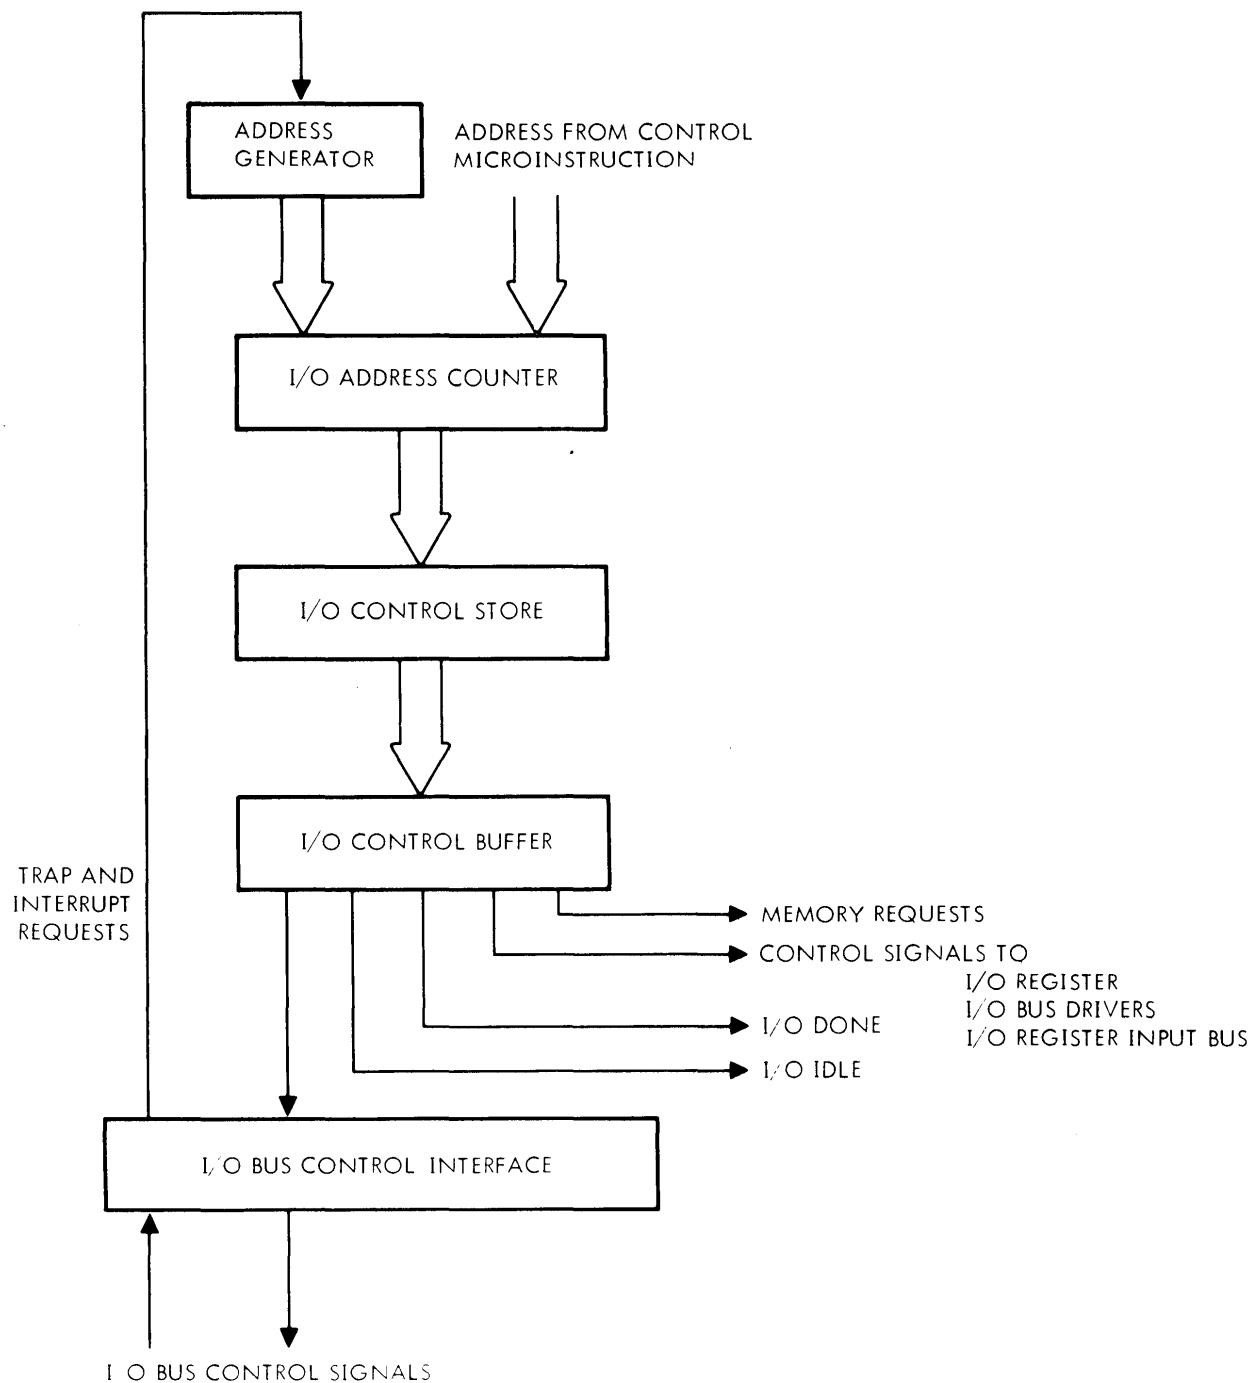 ADDRESS
GENERATOR
ADDRESS FROM CONTROL
MICROINSTRUCTION
I/O ADDRESS COUNTER
I/O CONTROL STORE
I/O CONTROL BUFFER
TRAP AND
INTERRUPT
REQUESTS
MEMORY REQUESTS
CONTROL SIGNALS TO
I/O REGISTER
I/O BUS DRIVERS
I/O REGISTER INPUT BUS
I/O DONE
I/O IDLE
I/O BUS CONTROL INTERFACE
I O BUS CONTROL SIGNALS